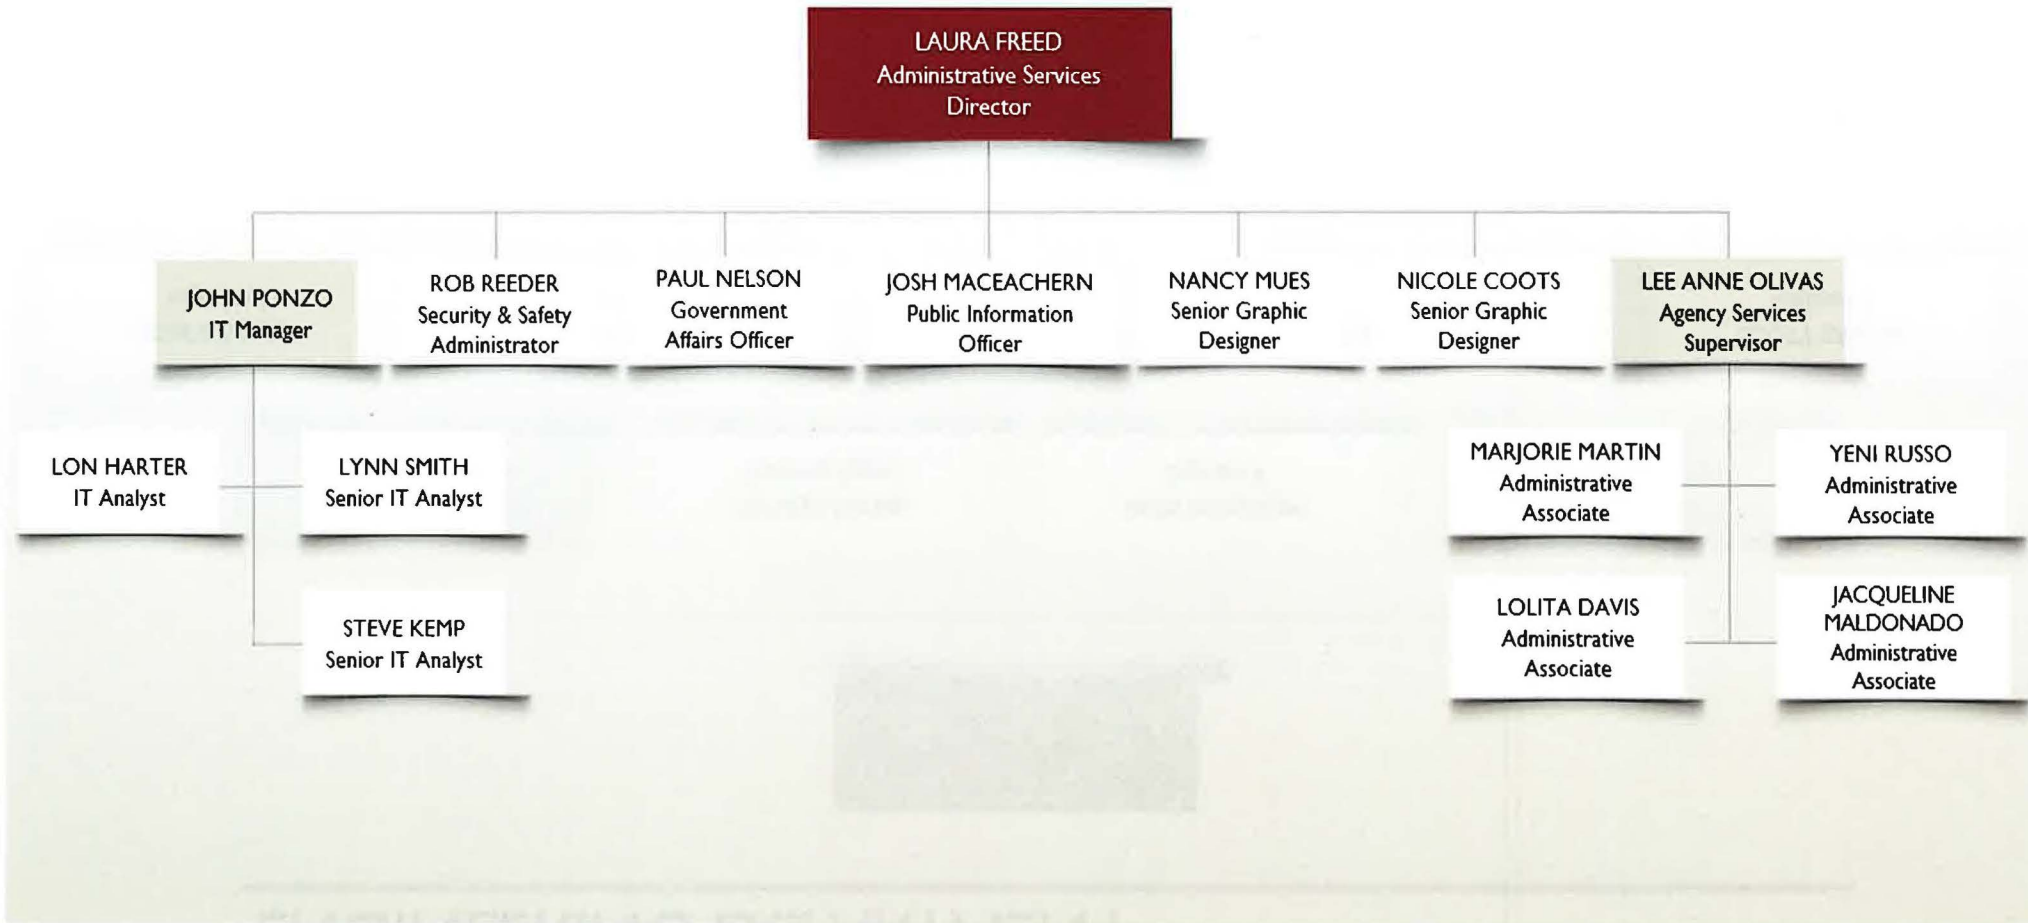 LAURA FREED
Administrative Services
Director
JOHN PONZO
IT Manager
ROB REEDER
Security & Safety
Administrator
PAUL NELSON
Government
Affairs Officer
JOSH MACEACHERN
Public Information
Officer
NANCY MUES
Senior Graphic
Designer
NICOLE COOTS
Senior Graphic
Designer
LEE ANNE OLIVAS
Agency Services
Supervisor
LON HARTER
IT Analyst
LYNN SMITH
Senior IT Analyst
STEVE KEMP
Senior IT Analyst
MARJORIE MARTIN
Administrative
Associate
YENI RUSSO
Administrative
Associate
LOLITA DAVIS
Administrative
Associate
JACQUELINE
MALDONADO
Administrative
Associate